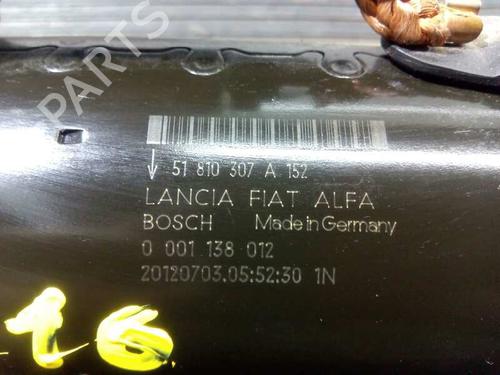 PARTS
51 810 307 A 152
LANCIA FIAT ALFA
BOSCH Made in Germany
0 001 138 012
20120703.05:52:30 1N
16